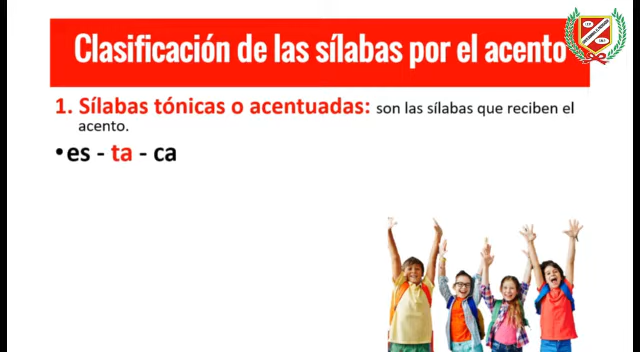 Clasificación de las sílabas por el acento
1. Sílabas tónicas o acentuadas: son las sílabas que reciben el
acento.
•es - ta - ca